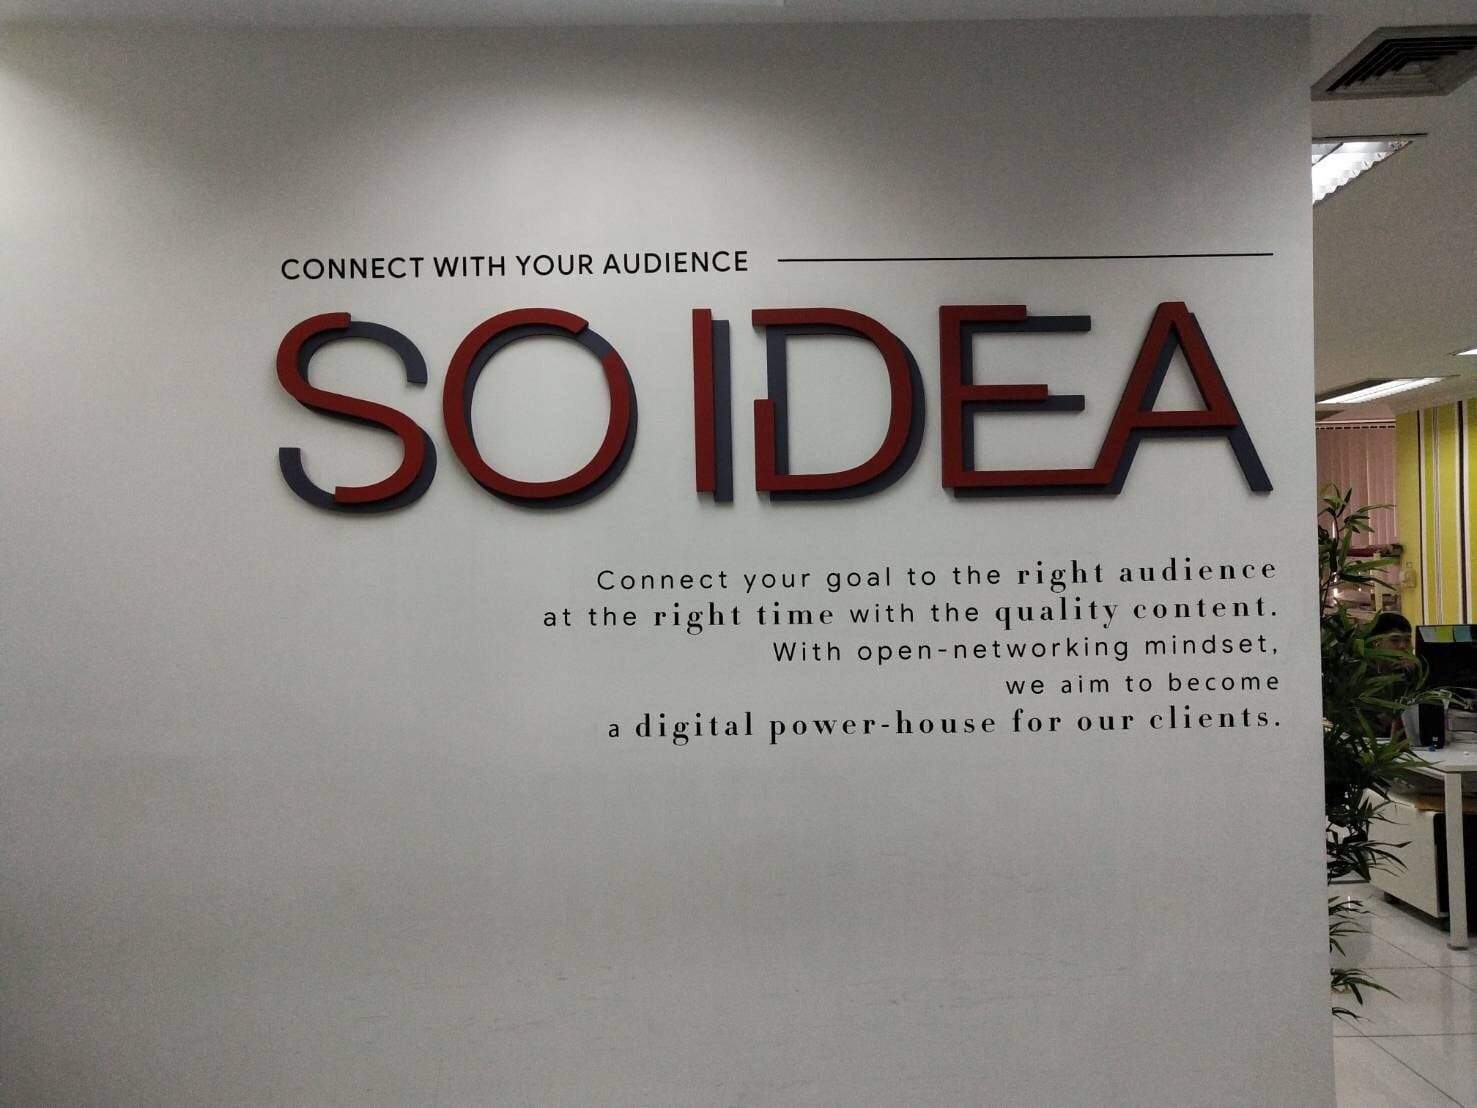 CONNECT WITH YOUR AUDIENCE
SO IDEA
Connect your goal to the right audience
at the right time with the quality content.
With open-networking mindset,
we aim to become
a digital power-house for our clients.